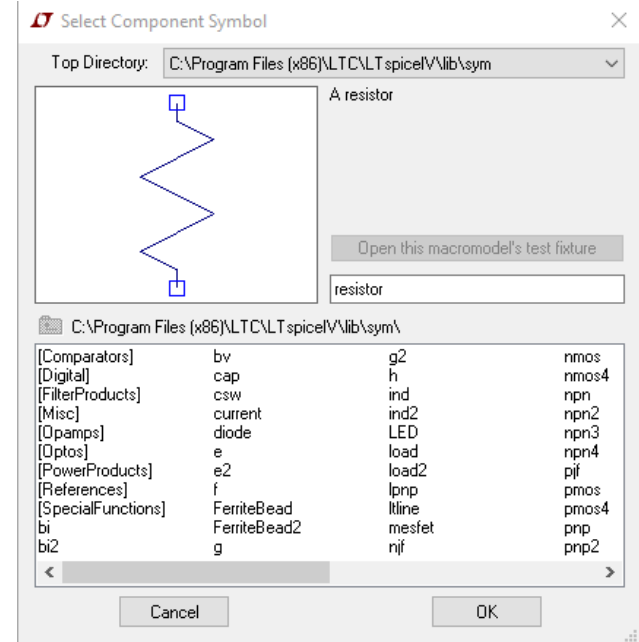 Select Component Symbol
Top Directory: C:\Program Files (x86)\LTC\LTspiceIV\lib\sym
A resistor
Open this macromodel's test fixture
resistor
C:\Program Files (x86)\LTC\LTspiceIV\lib\sym\
[Comparators] bv g2 nmos
[Digital] cap h nmos4
[FilterProducts] csw ind npn
[Misc] current ind2 npn2
[Opamps] diode LED npn3
[Optos] e load npn4
[PowerProducts] e2 load2 pjf
[References] f lpnp pmos
[SpecialFunctions] FerriteBead ltline pmos4
bi FerriteBead2 mesfet pnp
bi2 g njf pnp2
Cancel OK